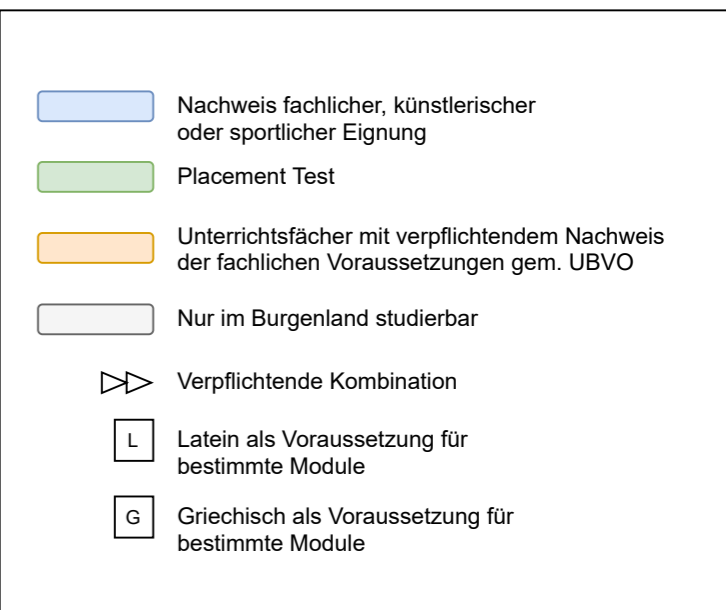 Nachweis fachlicher, künstlerischer
oder sportlicher Eignung
Placement Test
Unterrichtsfächer mit verpflichtendem Nachweis
der fachlichen Voraussetzungen gem. UBVO
Nur im Burgenland studierbar
Verpflichtende Kombination
L Latein als Voraussetzung für
bestimmte Module
G Griechisch als Voraussetzung für
bestimmte Module